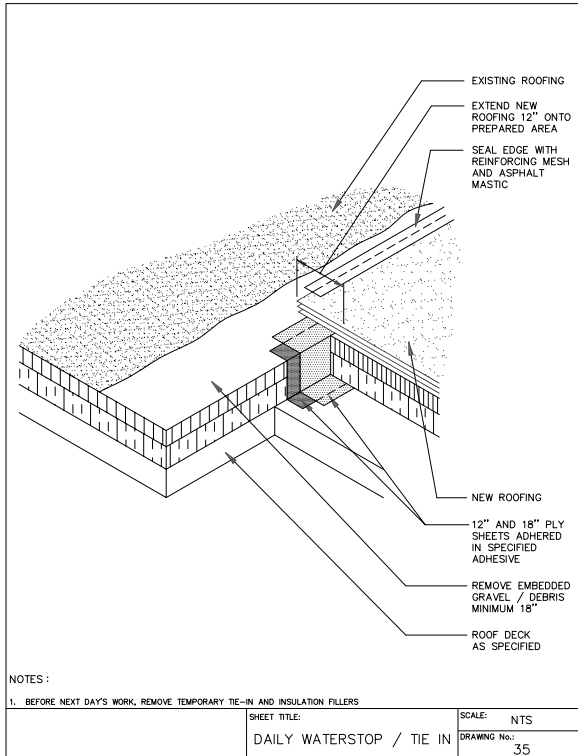 EXISTING ROOFING
EXTEND NEW
ROOFING 12" ONTO
PREPARED AREA
SEAL EDGE WITH
REINFORCING MESH
AND ASPHALT
MASTIC
NEW ROOFING
12" AND 18" PLY
SHEETS ADHERED
IN SPECIFIED
ADHESIVE
REMOVE EMBEDDED
GRAVEL / DEBRIS
MINIMUM 18"
ROOF DECK
AS SPECIFIED
NOTES :
1. BEFORE NEXT DAY'S WORK, REMOVE TEMPORARY TIE-IN AND INSULATION FILLERS
SHEET TITLE:
DAILY WATERSTOP / TIE IN
SCALE: NTS
DRAWING No.:
35